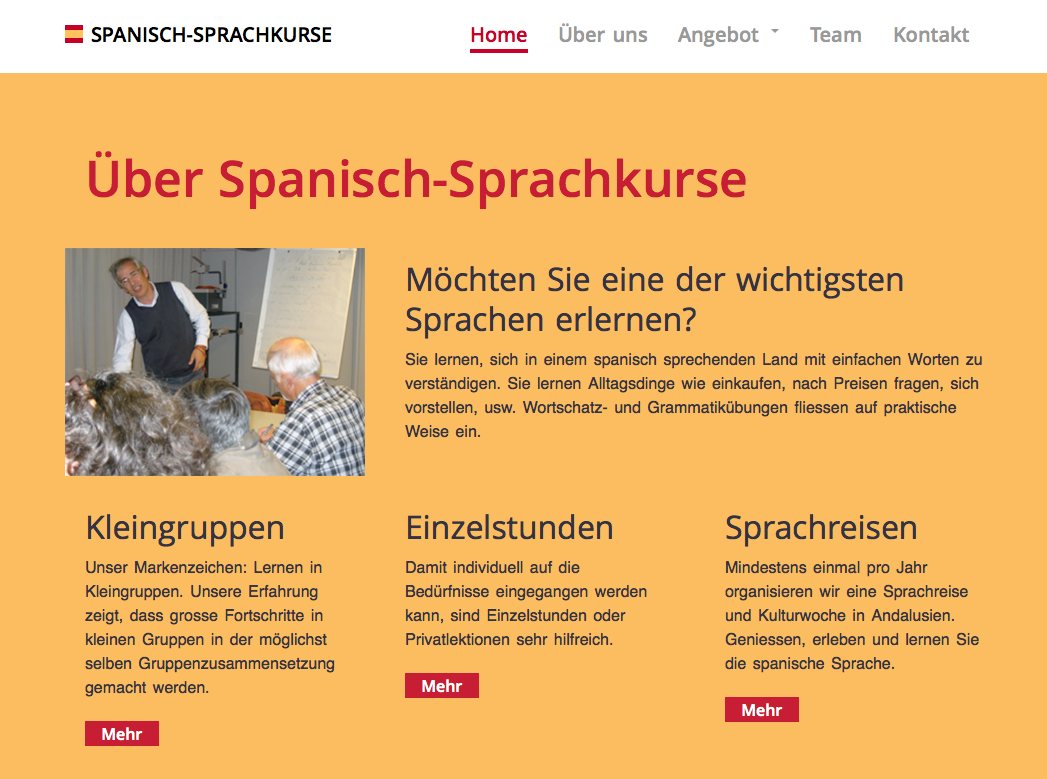 SPANISCH-SPRACHKURSE
Home Über uns Angebot Team Kontakt
Über Spanisch-Sprachkurse
Möchten Sie eine der wichtigsten
Sprachen erlernen?
Sie lernen, sich in einem spanisch sprechenden Land mit einfachen Worten zu
verständigen. Sie lernen Alltagsdinge wie einkaufen, nach Preisen fragen, sich
vorstellen, usw. Wortschatz- und Grammatikübungen fliessen auf praktische
Weise ein.
Kleingruppen
Unser Markenzeichen: Lernen in
Kleingruppen. Unsere Erfahrung
zeigt, dass grosse Fortschritte in
kleinen Gruppen in der möglichst
selben Gruppenzusammensetzung
gemacht werden.
Mehr
Einzelstunden
Damit individuell auf die
Bedürfnisse eingegangen werden
kann, sind Einzelstunden oder
Privatlektionen sehr hilfreich.
Mehr
Sprachreisen
Mindestens einmal pro Jahr
organisieren wir eine Sprachreise
und Kulturwoche in Andalusien.
Geniessen, erleben und lernen Sie
die spanische Sprache.
Mehr